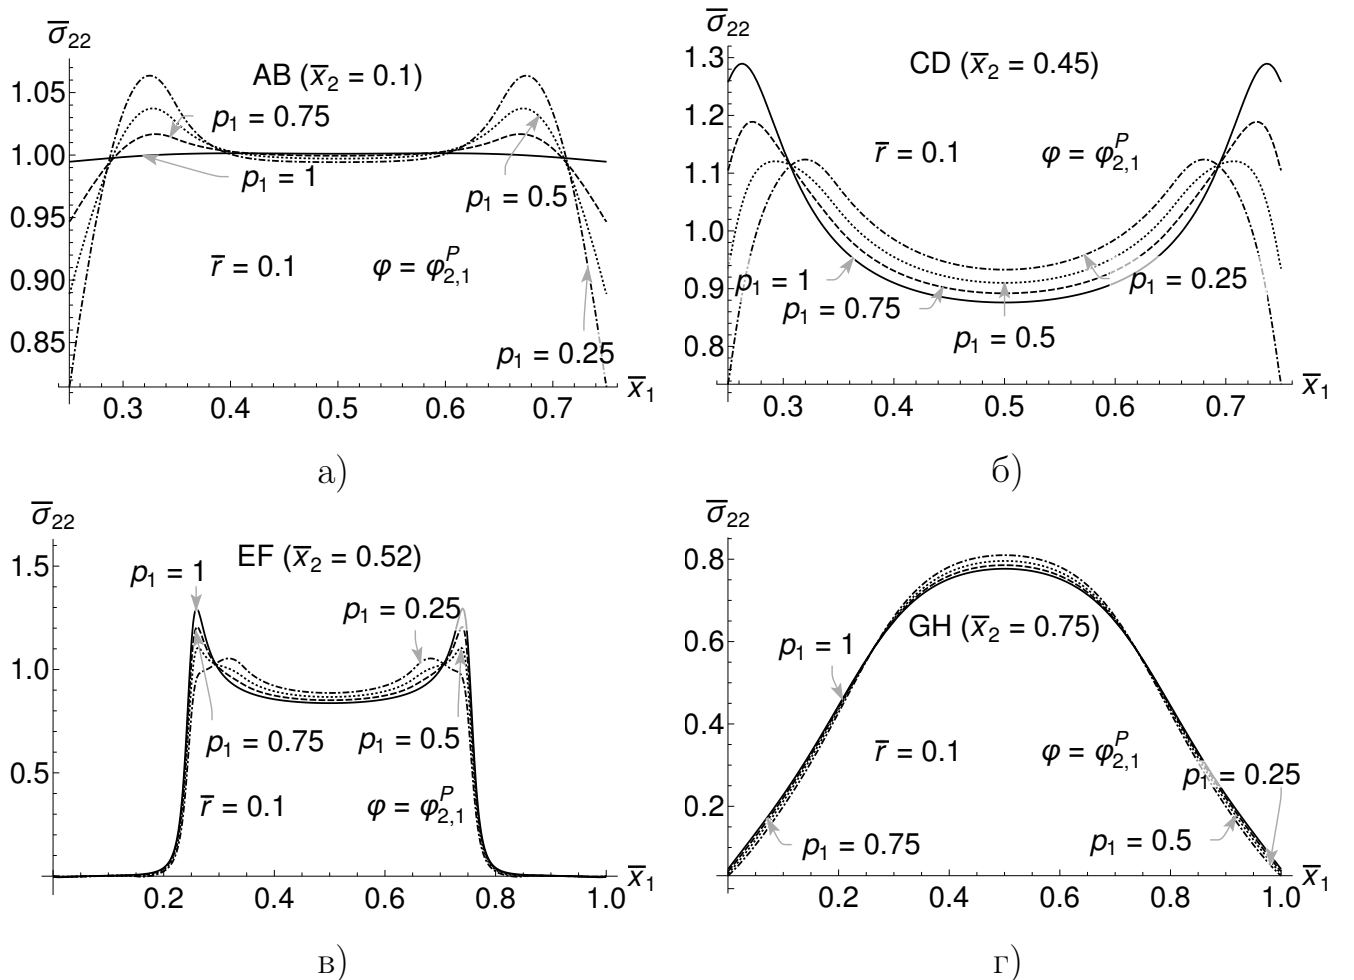 σ̅₂₂
AB (x̅₂ = 0.1)
p₁ = 0.75
p₁ = 1
p₁ = 0.5
r̅ = 0.1
φ = φᴾ₂,₁
p₁ = 0.25
1.05
1.00
0.95
0.90
0.85
0.3 0.4 0.5 0.6 0.7
x̅₁
а)
σ̅₂₂
CD (x̅₂ = 0.45)
r̅ = 0.1
φ = φᴾ₂,₁
p₁ = 1
p₁ = 0.25
p₁ = 0.75
p₁ = 0.5
1.3
1.2
1.1
1.0
0.9
0.8
0.3 0.4 0.5 0.6 0.7
x̅₁
б)
σ̅₂₂
EF (x̅₂ = 0.52)
p₁ = 1
p₁ = 0.25
p₁ = 0.75
p₁ = 0.5
r̅ = 0.1
φ = φᴾ₂,₁
1.5
1.0
0.5
0.2 0.4 0.6 0.8 1.0
x̅₁
в)
σ̅₂₂
GH (x̅₂ = 0.75)
p₁ = 1
r̅ = 0.1
φ = φᴾ₂,₁
p₁ = 0.25
p₁ = 0.75
p₁ = 0.5
0.8
0.6
0.4
0.2
0.2 0.4 0.6 0.8 1.0
x̅₁
г)